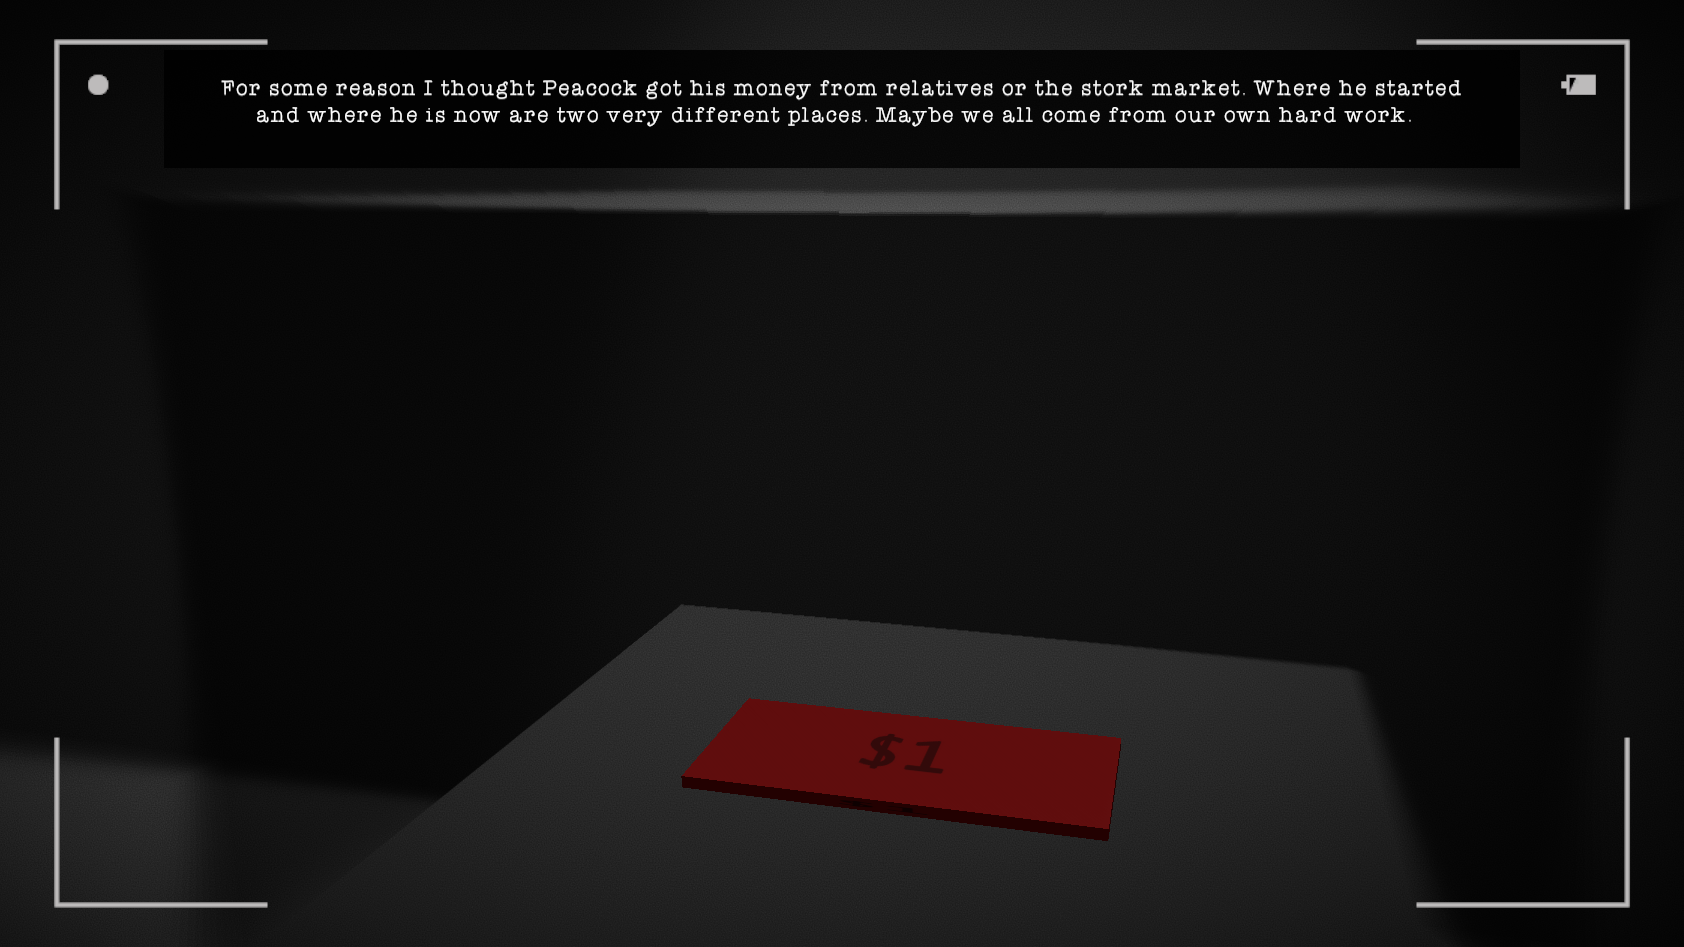 For some reason I thought Peacock got his money from relatives or the stork market. Where he started
and where he is now are two very different places. Maybe we all come from our own hard work.
$1